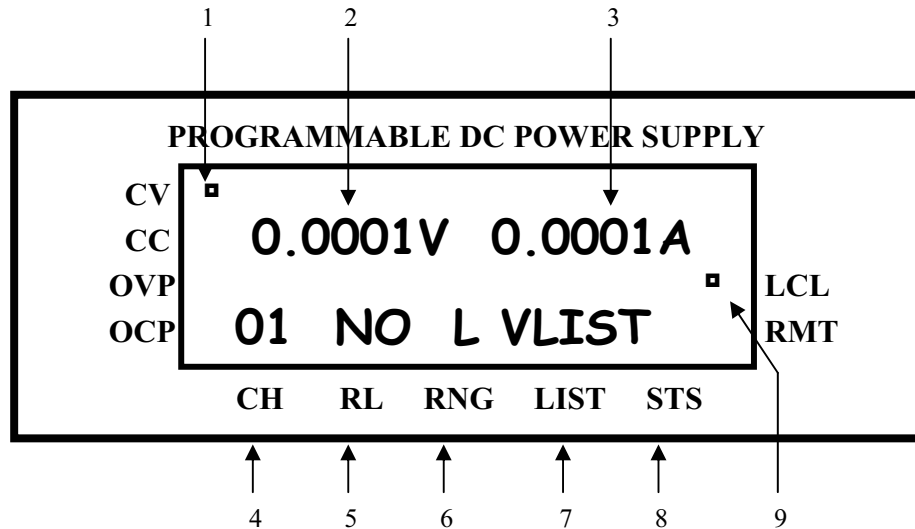 1 2 3
PROGRAMMABLE DC POWER SUPPLY
CV
CC 0.0001V 0.0001A
OVP LCL
OCP 01 NO L VLIST RMT
CH RL RNG LIST STS
4 5 6 7 8 9